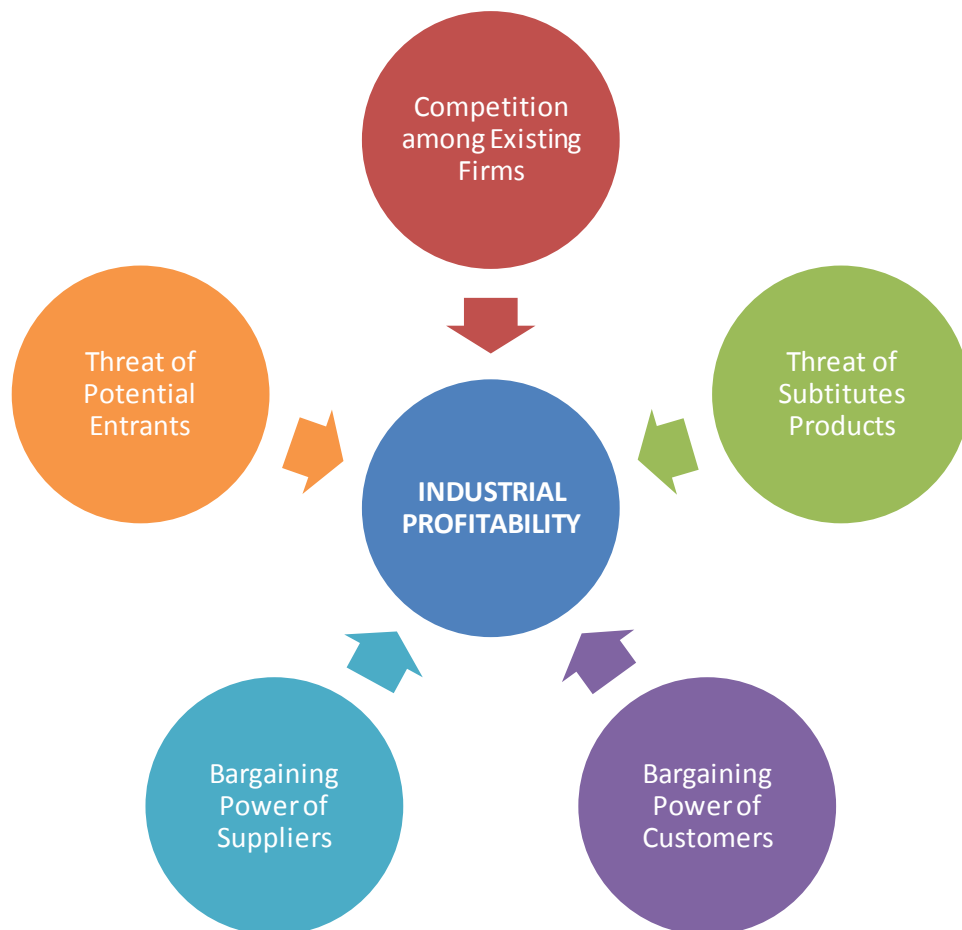 Competition
among Existing
Firms
Threat of
Potential
Entrants
Threat of
Subtitutes
Products
INDUSTRIAL
PROFITABILITY
Bargaining
Power of
Suppliers
Bargaining
Power of
Customers